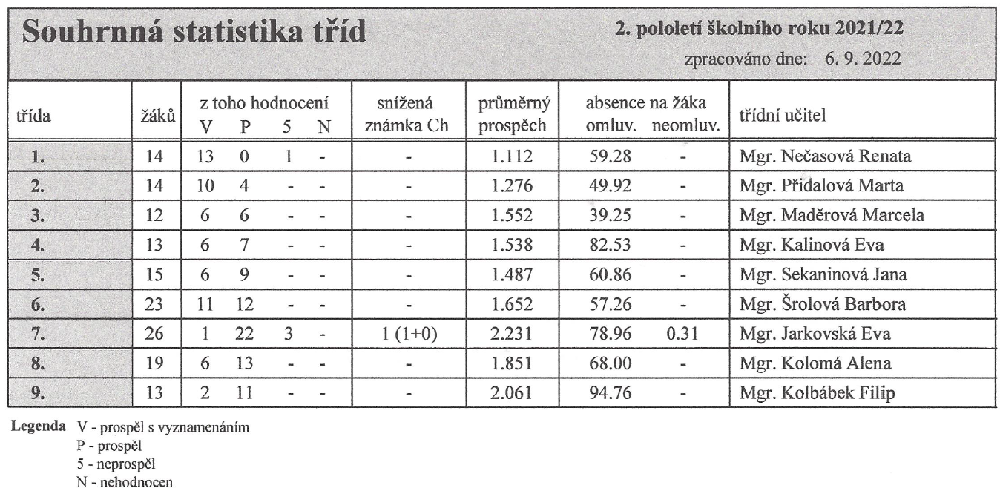 Souhrnná statistika tříd 2. pololetí školního roku 2021/22
zpracováno dne: 6. 9. 2022
třída žáků z toho hodnocení snížená průměrný absence na žáka třídní učitel
V P 5 N známka Ch prospěch omluv. neomluv.
1. 14 13 0 1 - - 1.112 59.28 - Mgr. Nečasová Renata
2. 14 10 4 - - - 1.276 49.92 - Mgr. Přidalová Marta
3. 12 6 6 - - - 1.552 39.25 - Mgr. Maděrová Marcela
4. 13 6 7 - - - 1.538 82.53 - Mgr. Kalinová Eva
5. 15 6 9 - - - 1.487 60.86 - Mgr. Sekaninová Jana
6. 23 11 12 - - - 1.652 57.26 - Mgr. Šrolová Barbora
7. 26 1 22 3 - 1 (1+0) 2.231 78.96 0.31 Mgr. Jarkovská Eva
8. 19 6 13 - - - 1.851 68.00 - Mgr. Kolomá Alena
9. 13 2 11 - - - 2.061 94.76 - Mgr. Kolbábek Filip
Legenda V - prospěl s vyznamenáním
P - prospěl
5 - neprospěl
N - nehodnocen